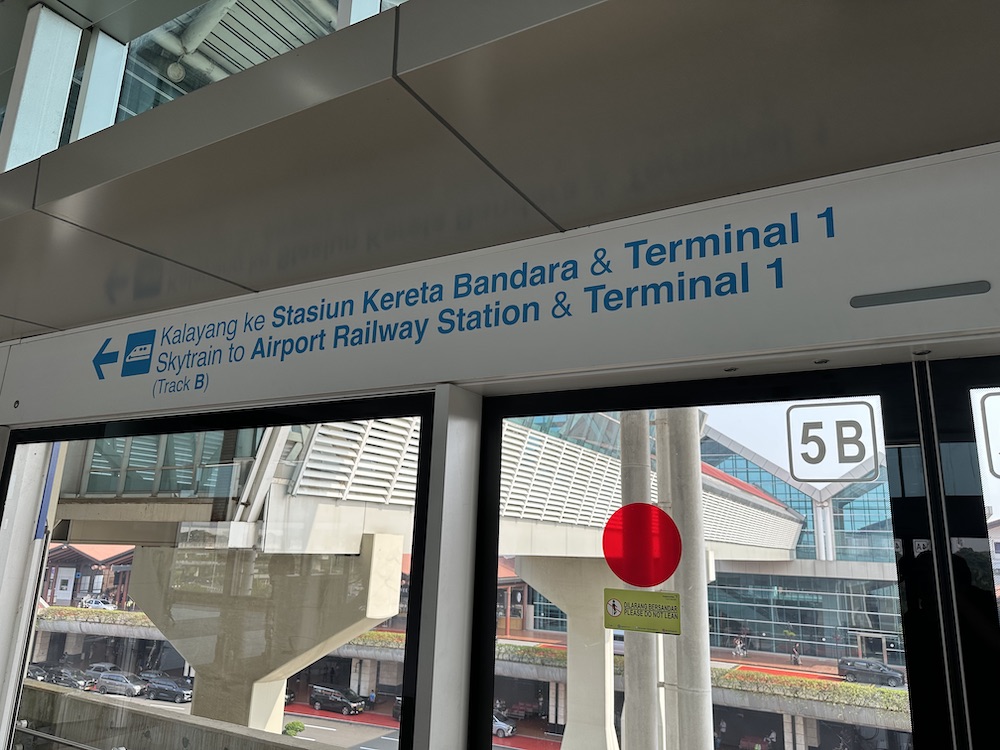 Kalayang ke Stasiun Kereta Bandara & Terminal 1
Skytrain to Airport Railway Station & Terminal 1
(Track B)
5B
DILARANG BERSANDAR
PLEASE DO NOT LEAN